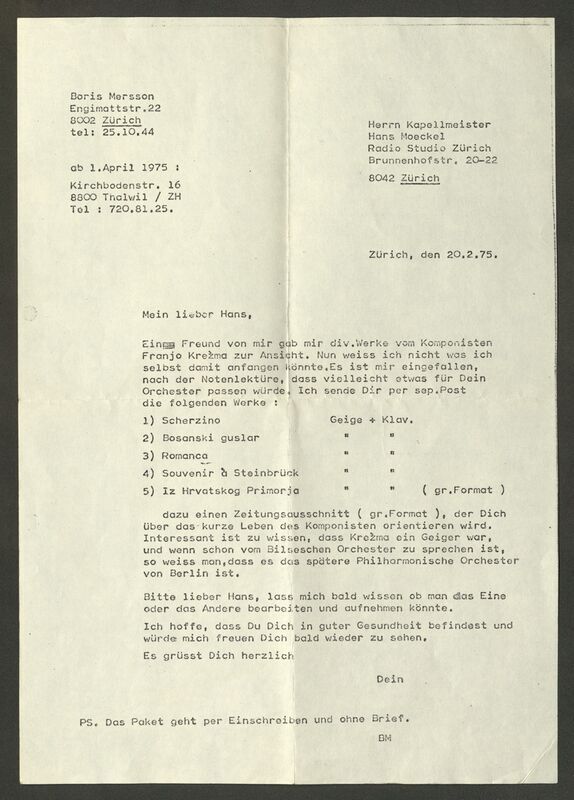 Boris Mersson
Engimattstr.22
8002 Zürich
tel: 25.10.44
ab 1.April 1975 :
Kirchbodenstr. 16
8800 Thalwil / ZH
Tel : 720.81.25.
Herrn Kapellmeister
Hans Moeckel
Radio Studio Zürich
Brunnenhofstr. 20-22
8042 Zürich
Zürich, den 20.2.75.
Mein lieber Hans,
Ein Freund von mir gab mir div.Werke vom Komponisten
Franjo Krežma zur Ansicht. Nun weiss ich nicht was ich
selbst damit anfangen könnte.Es ist mir eingefallen,
nach der Notenlektüre, dass vielleicht etwas für Dein
Orchester passen würde. Ich sende Dir per sep.Post
die folgenden Werke :
1) Scherzino Geige + Klav.
2) Bosanski guslar " "
3) Romanca " "
4) Souvenir à Steinbrück " "
5) Iz Hrvatskog Primorja " " ( gr.Format )
dazu einen Zeitungsausschnitt ( gr.Format ), der Dich
über das kurze Leben des Komponisten orientieren wird.
Interessant ist zu wissen, dass Krežma ein Geiger war,
und wenn schon vom Bilseschen Orchester zu sprechen ist,
so weiss man,dass es das spätere Philharmonische Orchester
von Berlin ist.
Bitte lieber Hans, lass mich bald wissen ob man das Eine
oder das Andere bearbeiten und aufnehmen könnte.
Ich hoffe, dass Du Dich in guter Gesundheit befindest und
würde mich freuen Dich bald wieder zu sehen.
Es grüsst Dich herzlich
Dein
PS. Das Paket geht per Einschreiben und ohne Brief.
BM